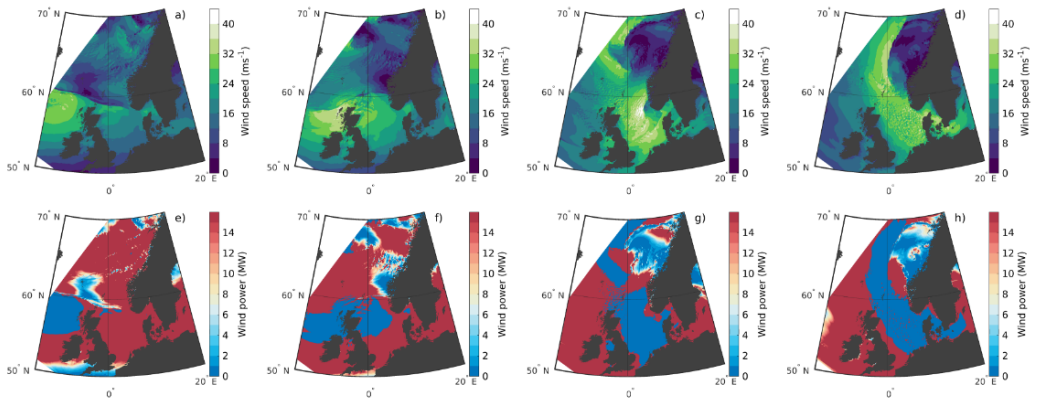 a)
70° N
60° N
50° N
0°
20° E
40
32
24
16
8
0
Wind speed (ms⁻¹)
b)
70° N
60° N
50° N
0°
20° E
40
32
24
16
8
0
Wind speed (ms⁻¹)
c)
70° N
60° N
50° N
0°
20° E
40
32
24
16
8
0
Wind speed (ms⁻¹)
d)
70° N
60° N
50° N
0°
20° E
40
32
24
16
8
0
Wind speed (ms⁻¹)
e)
70° N
60° N
50° N
0°
20° E
14
12
10
8
6
4
2
0
Wind power (MW)
f)
70° N
60° N
50° N
0°
20° E
14
12
10
8
6
4
2
0
Wind power (MW)
g)
70° N
60° N
50° N
0°
20° E
14
12
10
8
6
4
2
0
Wind power (MW)
h)
70° N
60° N
50° N
0°
20° E
14
12
10
8
6
4
2
0
Wind power (MW)